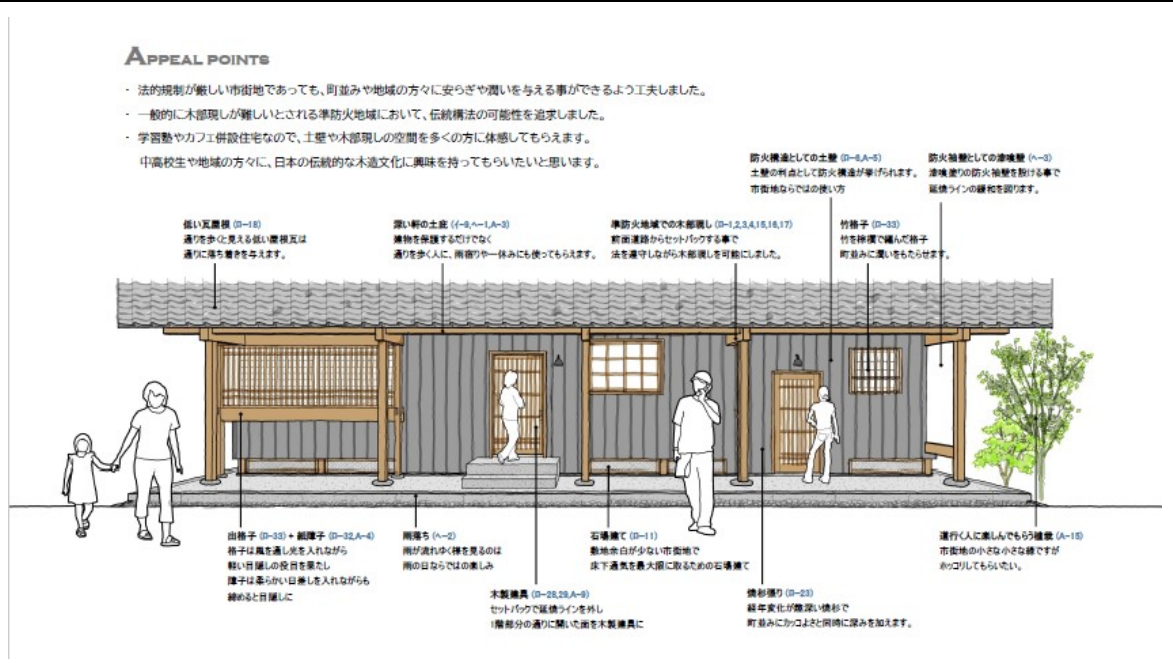 APPEAL POINTS
・ 法的規制が厳しい市街地であっても、町並みや地域の方々に安らぎや潤いを与える事ができるよう工夫しました。
・ 一般的に木部現しが難しいとされる準防火地域において、伝統構法の可能性を追求しました。
・ 学習塾やカフェ併設住宅なので、土壁や木部現しの空間を多くの方に体感してもらえます。
中高校生や地域の方々に、日本の伝統的な木造文化に興味を持ってもらいたいと思います。
防火構造としての土壁 (ロ-6,A-5)
土壁の利点として防火構造が挙げられます。
市街地ならではの使い方
防火袖壁としての漆喰壁 (ヘ-3)
漆喰塗りの防火袖壁を設ける事で
延焼ラインの緩和を図ります。
低い瓦屋根 (ロ-18)
通りを歩くと見える低い屋根瓦は
通りに落ち着きを与えます。
深い軒の土庇 (イ-9,ヘ-1,A-3)
建物を保護するだけでなく
通りを歩く人に、雨宿りや一休みにも使ってもらえます。
準防火地域での木部現し (ロ-1,2,3,4,15,16,17)
前面道路からセットバックする事で
法を遵守しながら木部現しを可能にしました。
竹格子 (ロ-33)
竹を棕櫚で編んだ格子
町並みに潤いをもたらせます。
出格子 (ロ-33) + 紙障子 (ロ-32,A-4)
格子は風を通し光を入れながら
軽い目隠しの役目を果たし
障子は柔らかい日差しを入れながらも
締めると目隠しに
雨落ち (ヘ-2)
雨が流れゆく様を見るのは
雨の日ならではの楽しみ
木製建具 (ロ-28,29,A-9)
セットバックで延焼ラインを外し
1階部分の通りに開いた面を木製建具に
石場建て (ロ-11)
敷地余白が少ない市街地で
床下通気を最大限に取るための石場建て
焼杉張り (ロ-23)
経年変化が趣深い焼杉で
町並みにカッコよさと同時に深みを加えます。
道行く人に楽しんでもらう植栽 (A-15)
市街地の小さな小さな緑ですが
ホッコリしてもらいたい。